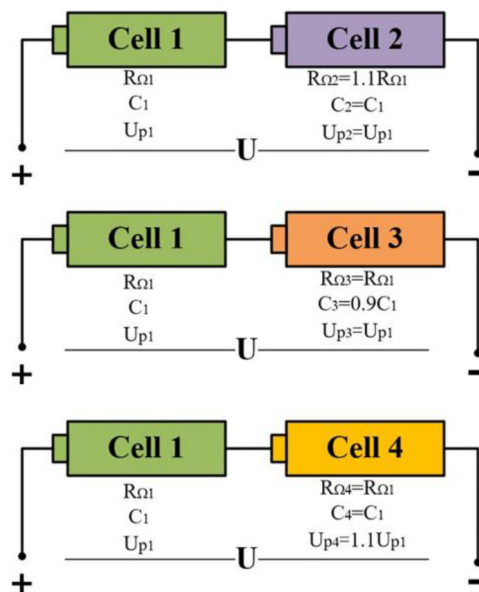 Cell 1 Cell 2
RΩ1 RΩ2=1.1RΩ1
C1 C2=C1
Up1 Up2=Up1
+ U -
Cell 1 Cell 3
RΩ1 RΩ3=RΩ1
C1 C3=0.9C1
Up1 Up3=Up1
+ U -
Cell 1 Cell 4
RΩ1 RΩ4=RΩ1
C1 C4=C1
Up1 Up4=1.1Up1
+ U -